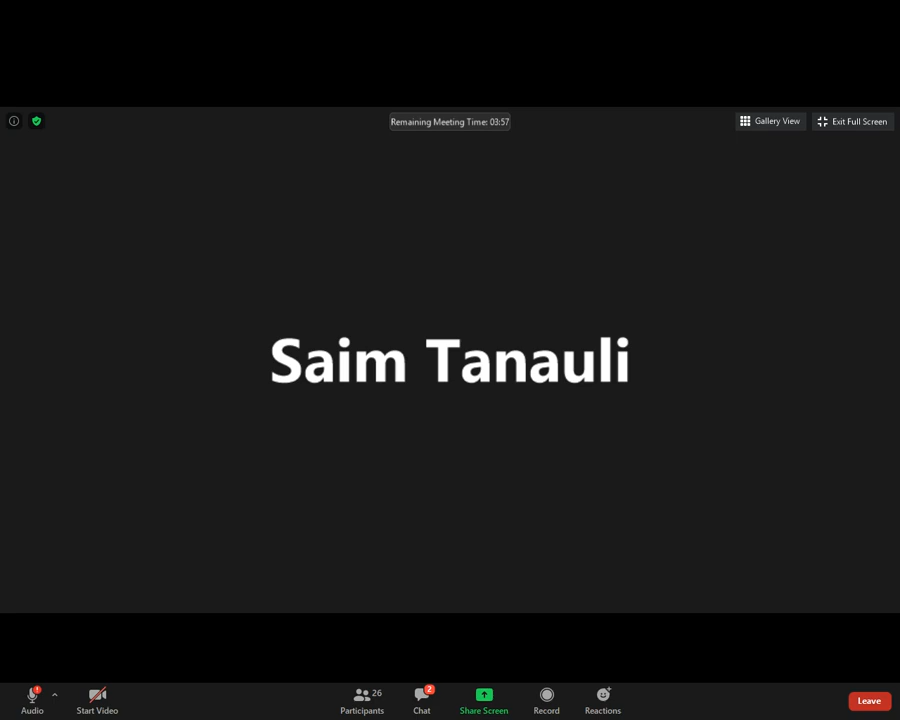 Remaining Meeting Time: 03:57
Gallery View
Exit Full Screen
Saim Tanauli
Audio
Start Video
26
Participants
2
Chat
Share Screen
Record
Reactions
Leave